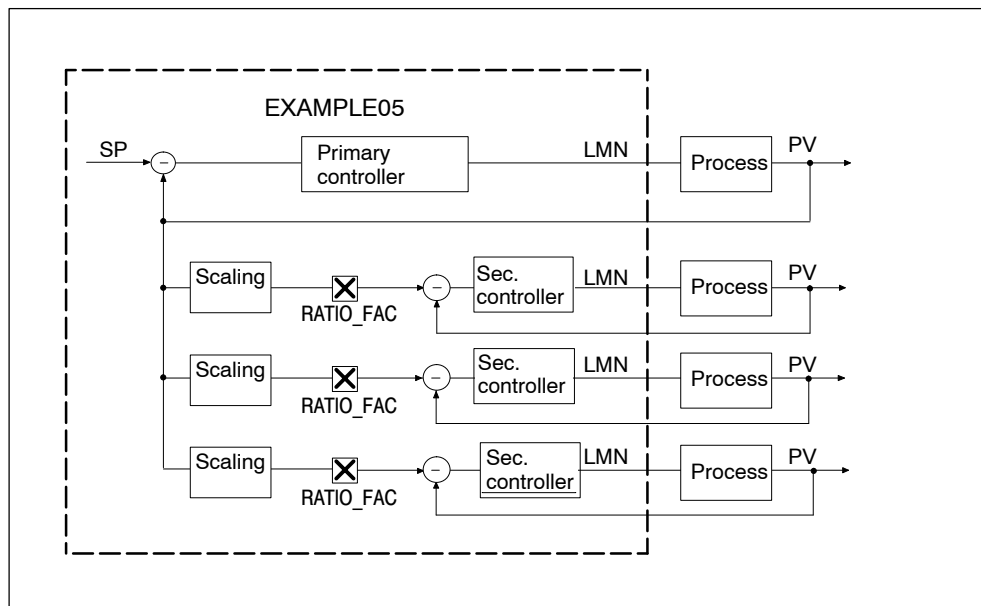 EXAMPLE05
SP
Primary
controller
LMN
Process
PV
Scaling
RATIO_FAC
Sec.
controller
LMN
Process
PV
Scaling
RATIO_FAC
Sec.
controller
LMN
Process
PV
Scaling
RATIO_FAC
Sec.
controller
LMN
Process
PV